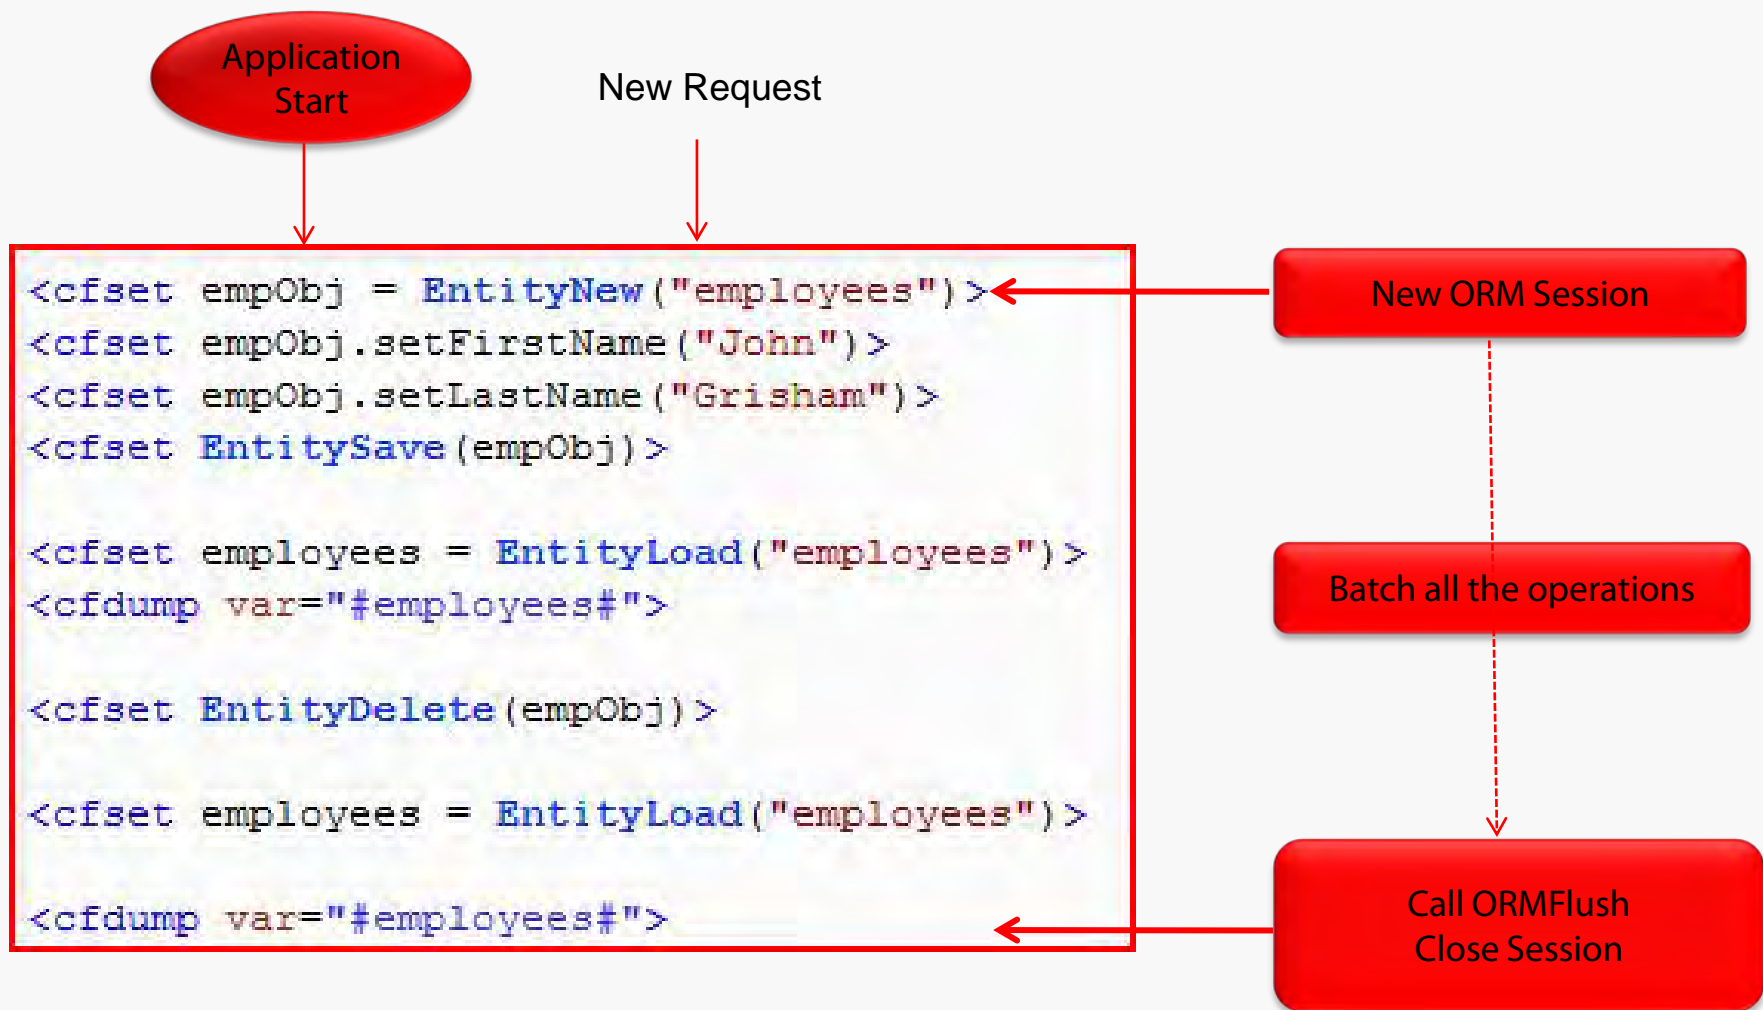 Application
Start
New Request
<cfset empObj = EntityNew("employees")>
<cfset empObj.setFirstName("John")>
<cfset empObj.setLastName("Grisham")>
<cfset EntitySave(empObj)>
<cfset employees = EntityLoad("employees")>
<cfdump var="#employees#">
<cfset EntityDelete(empObj)>
<cfset employees = EntityLoad("employees")>
<cfdump var="#employees#">
New ORM Session
Batch all the operations
Call ORMFlush
Close Session